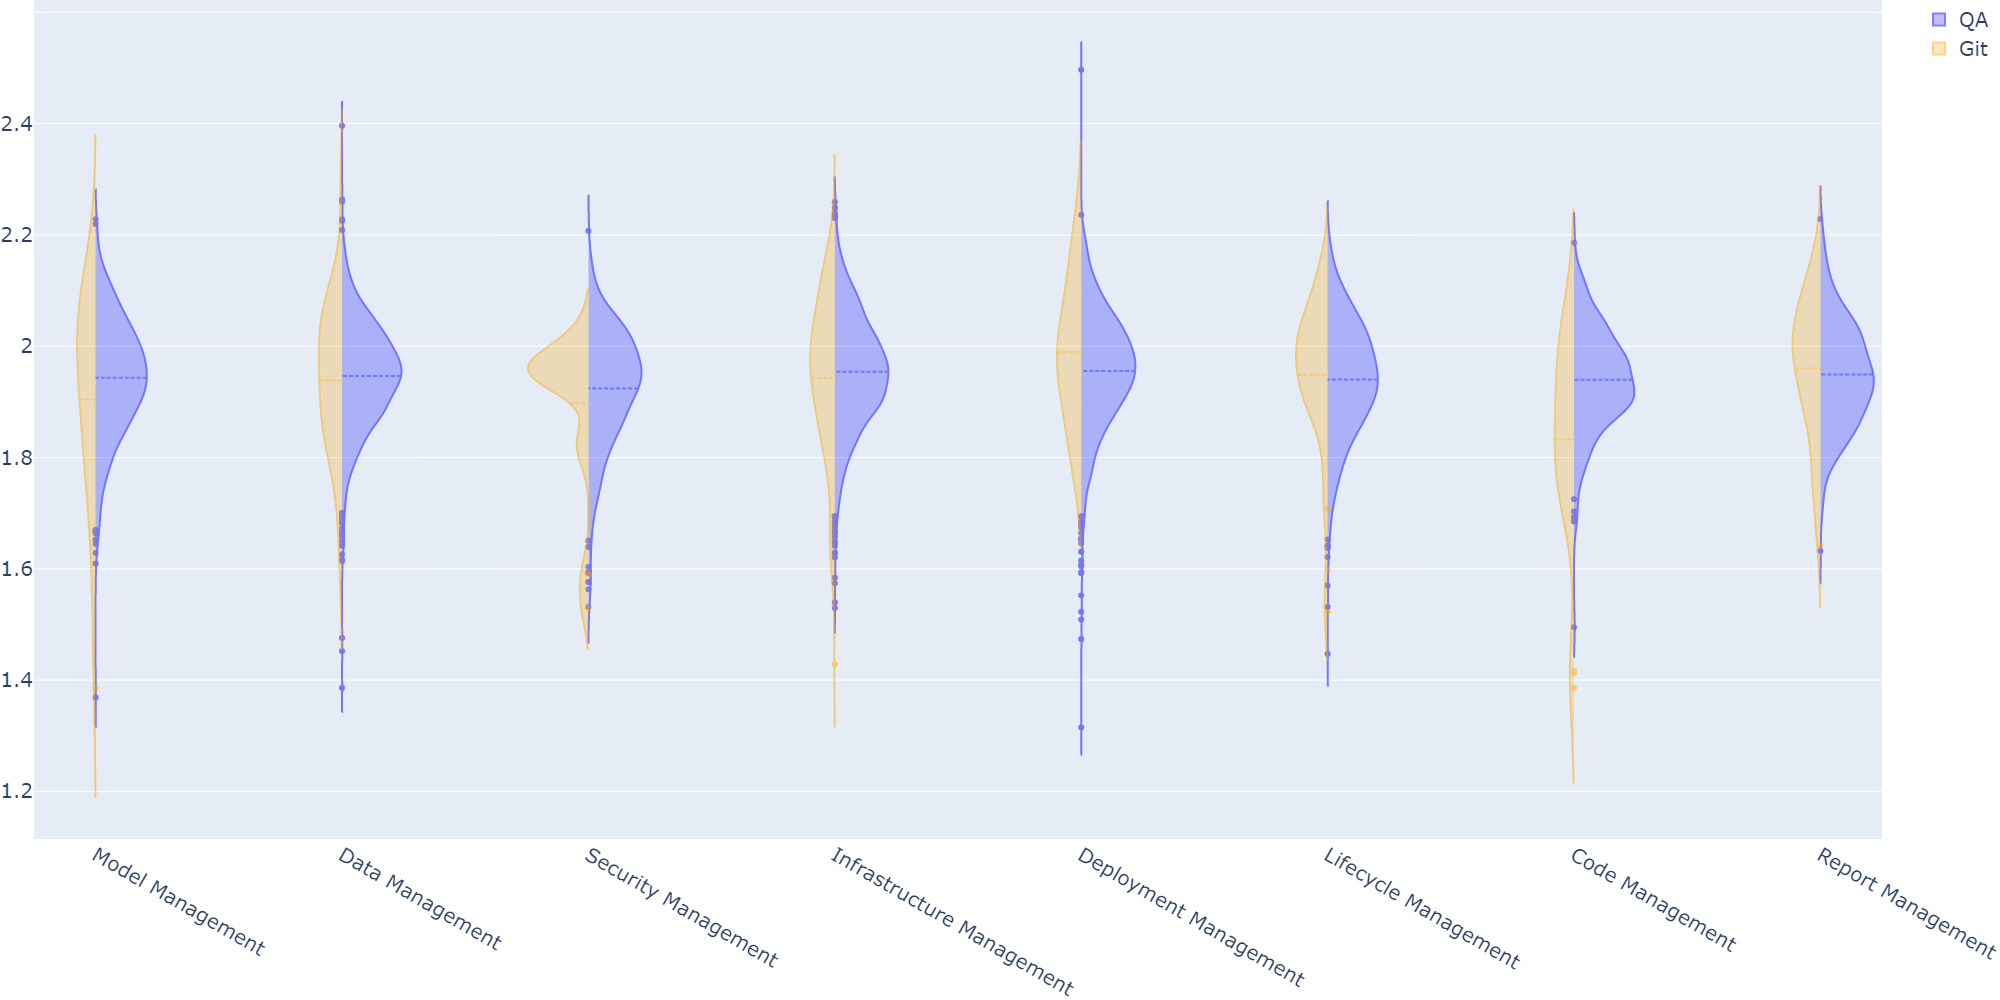 QA
Git
2.4
2.2
2
1.8
1.6
1.4
1.2
Model Management
Data Management
Security Management
Infrastructure Management
Deployment Management
Lifecycle Management
Code Management
Report Management